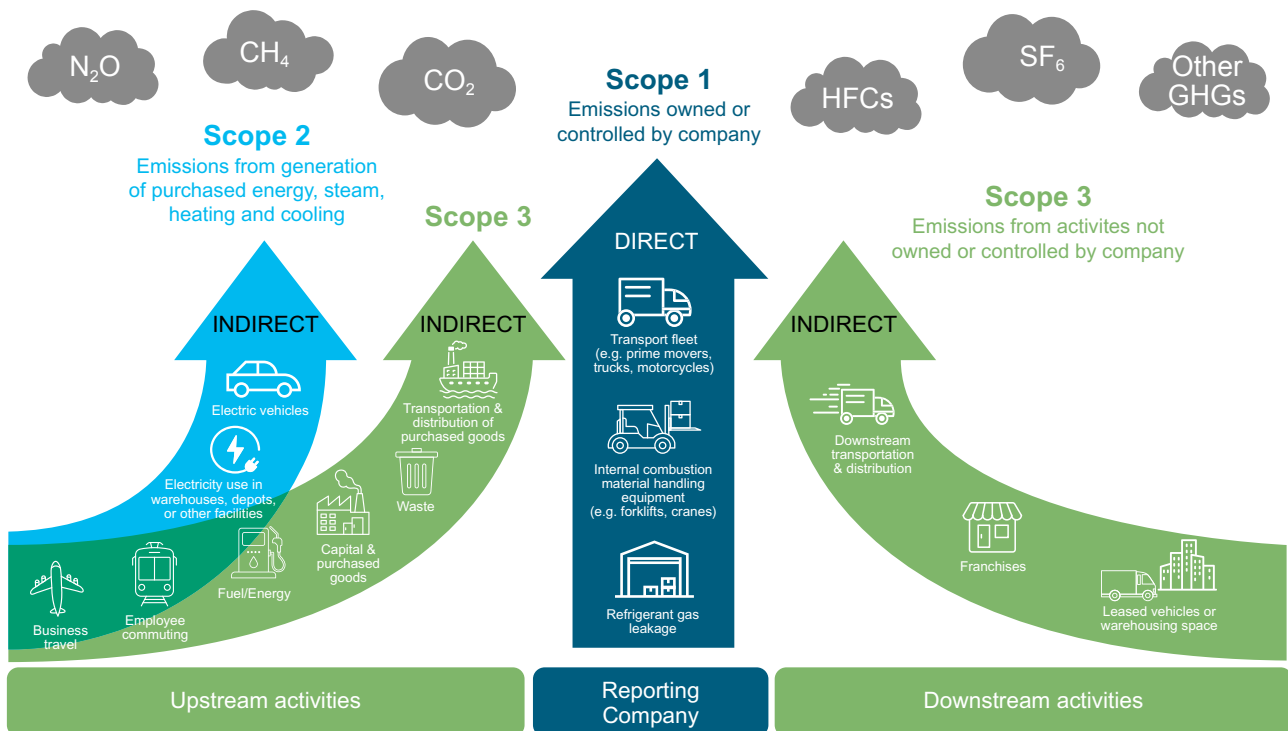 N₂O
CH₄
CO₂
Scope 1
Emissions owned or
controlled by company
HFCs
SF₆
Other
GHGs
Scope 2
Emissions from generation
of purchased energy, steam,
heating and cooling
Scope 3
Scope 3
Emissions from activites not
owned or controlled by company
INDIRECT
Electric vehicles
Electricity use in
warehouses, depots,
or other facilities
INDIRECT
Transportation &
distribution of
purchased goods
Waste
Capital &
purchased
goods
Fuel/Energy
Employee
commuting
Business
travel
DIRECT
Transport fleet
(e.g. prime movers,
trucks, motorcycles)
Internal combustion
material handling
equipment
(e.g. forklifts, cranes)
Refrigerant gas
leakage
INDIRECT
Downstream
transportation
& distribution
Franchises
Leased vehicles or
warehousing space
Upstream activities
Reporting
Company
Downstream activities